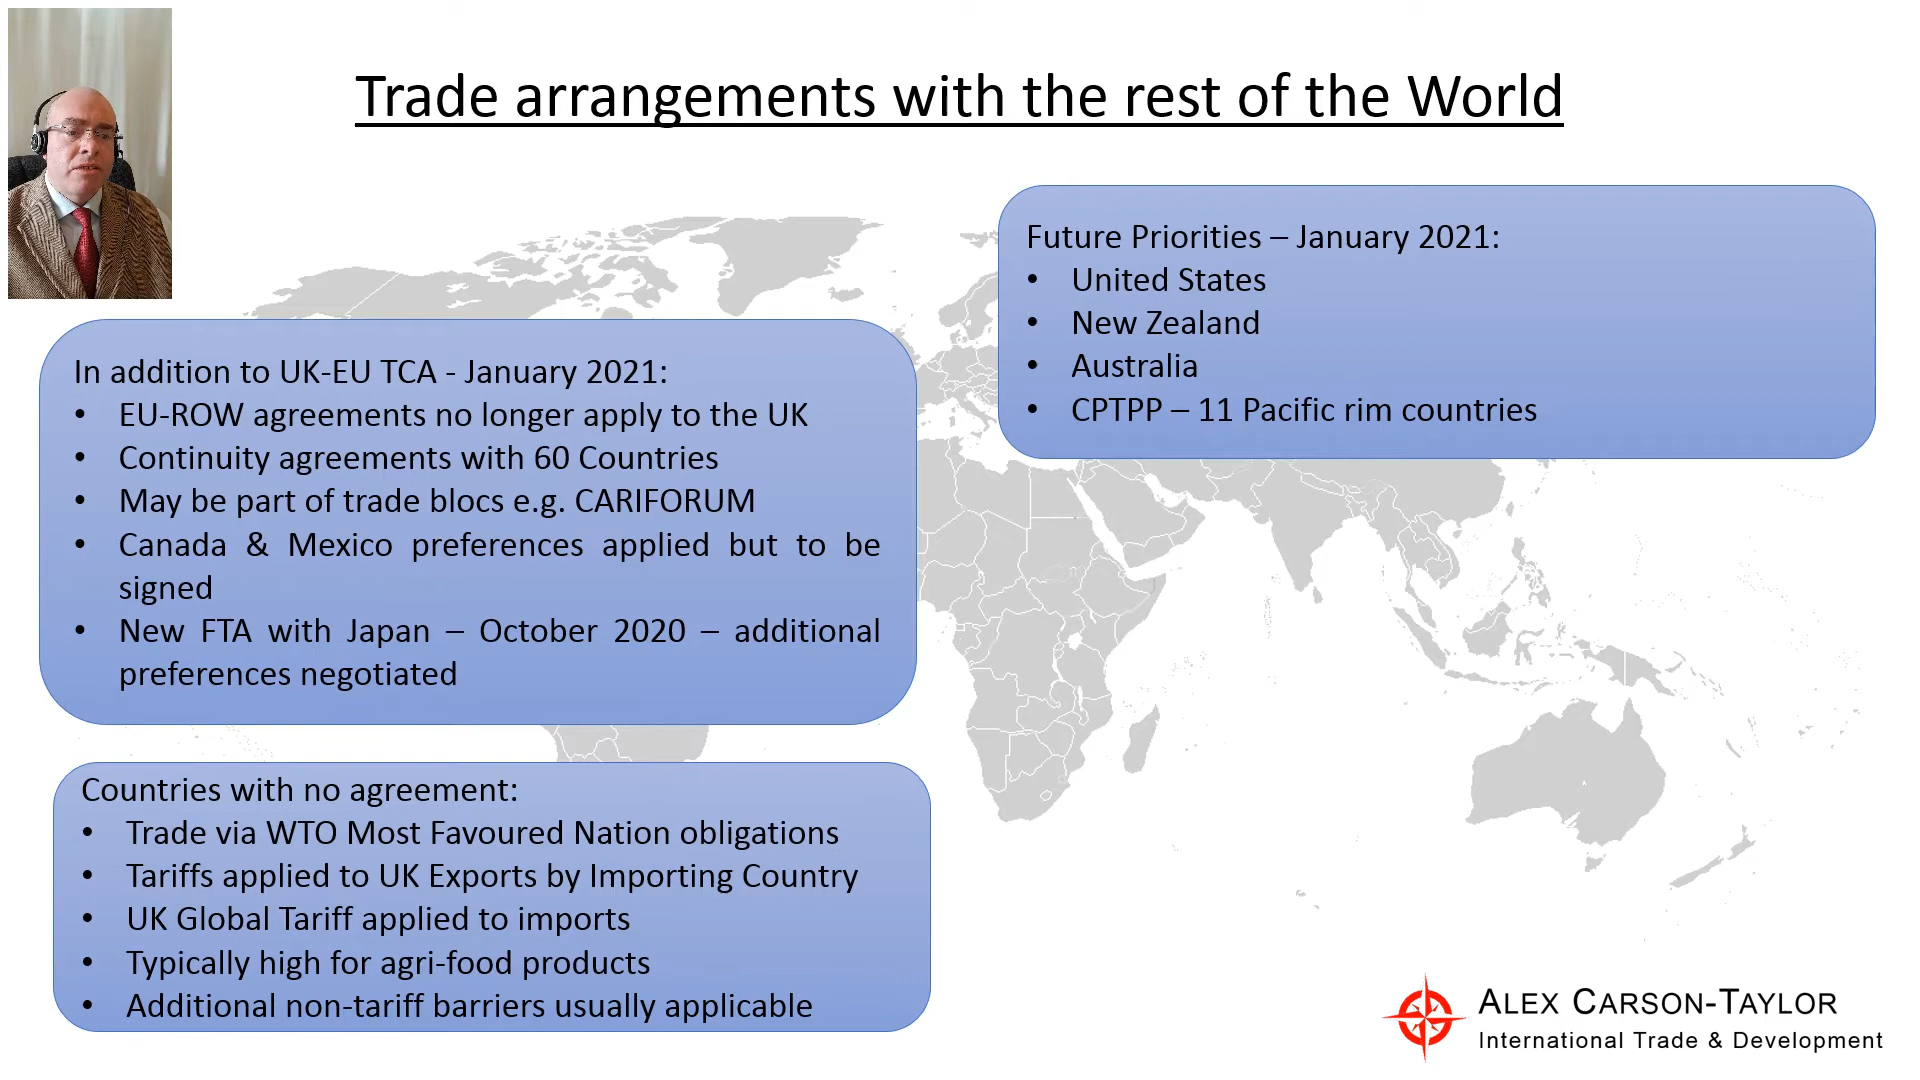 Trade arrangements with the rest of the World
Future Priorities – January 2021:
• United States
• New Zealand
• Australia
• CPTPP – 11 Pacific rim countries
In addition to UK-EU TCA - January 2021:
• EU-ROW agreements no longer apply to the UK
• Continuity agreements with 60 Countries
• May be part of trade blocs e.g. CARIFORUM
• Canada & Mexico preferences applied but to be
signed
• New FTA with Japan – October 2020 – additional
preferences negotiated
Countries with no agreement:
• Trade via WTO Most Favoured Nation obligations
• Tariffs applied to UK Exports by Importing Country
• UK Global Tariff applied to imports
• Typically high for agri-food products
• Additional non-tariff barriers usually applicable
ALEX CARSON-TAYLOR
International Trade & Development